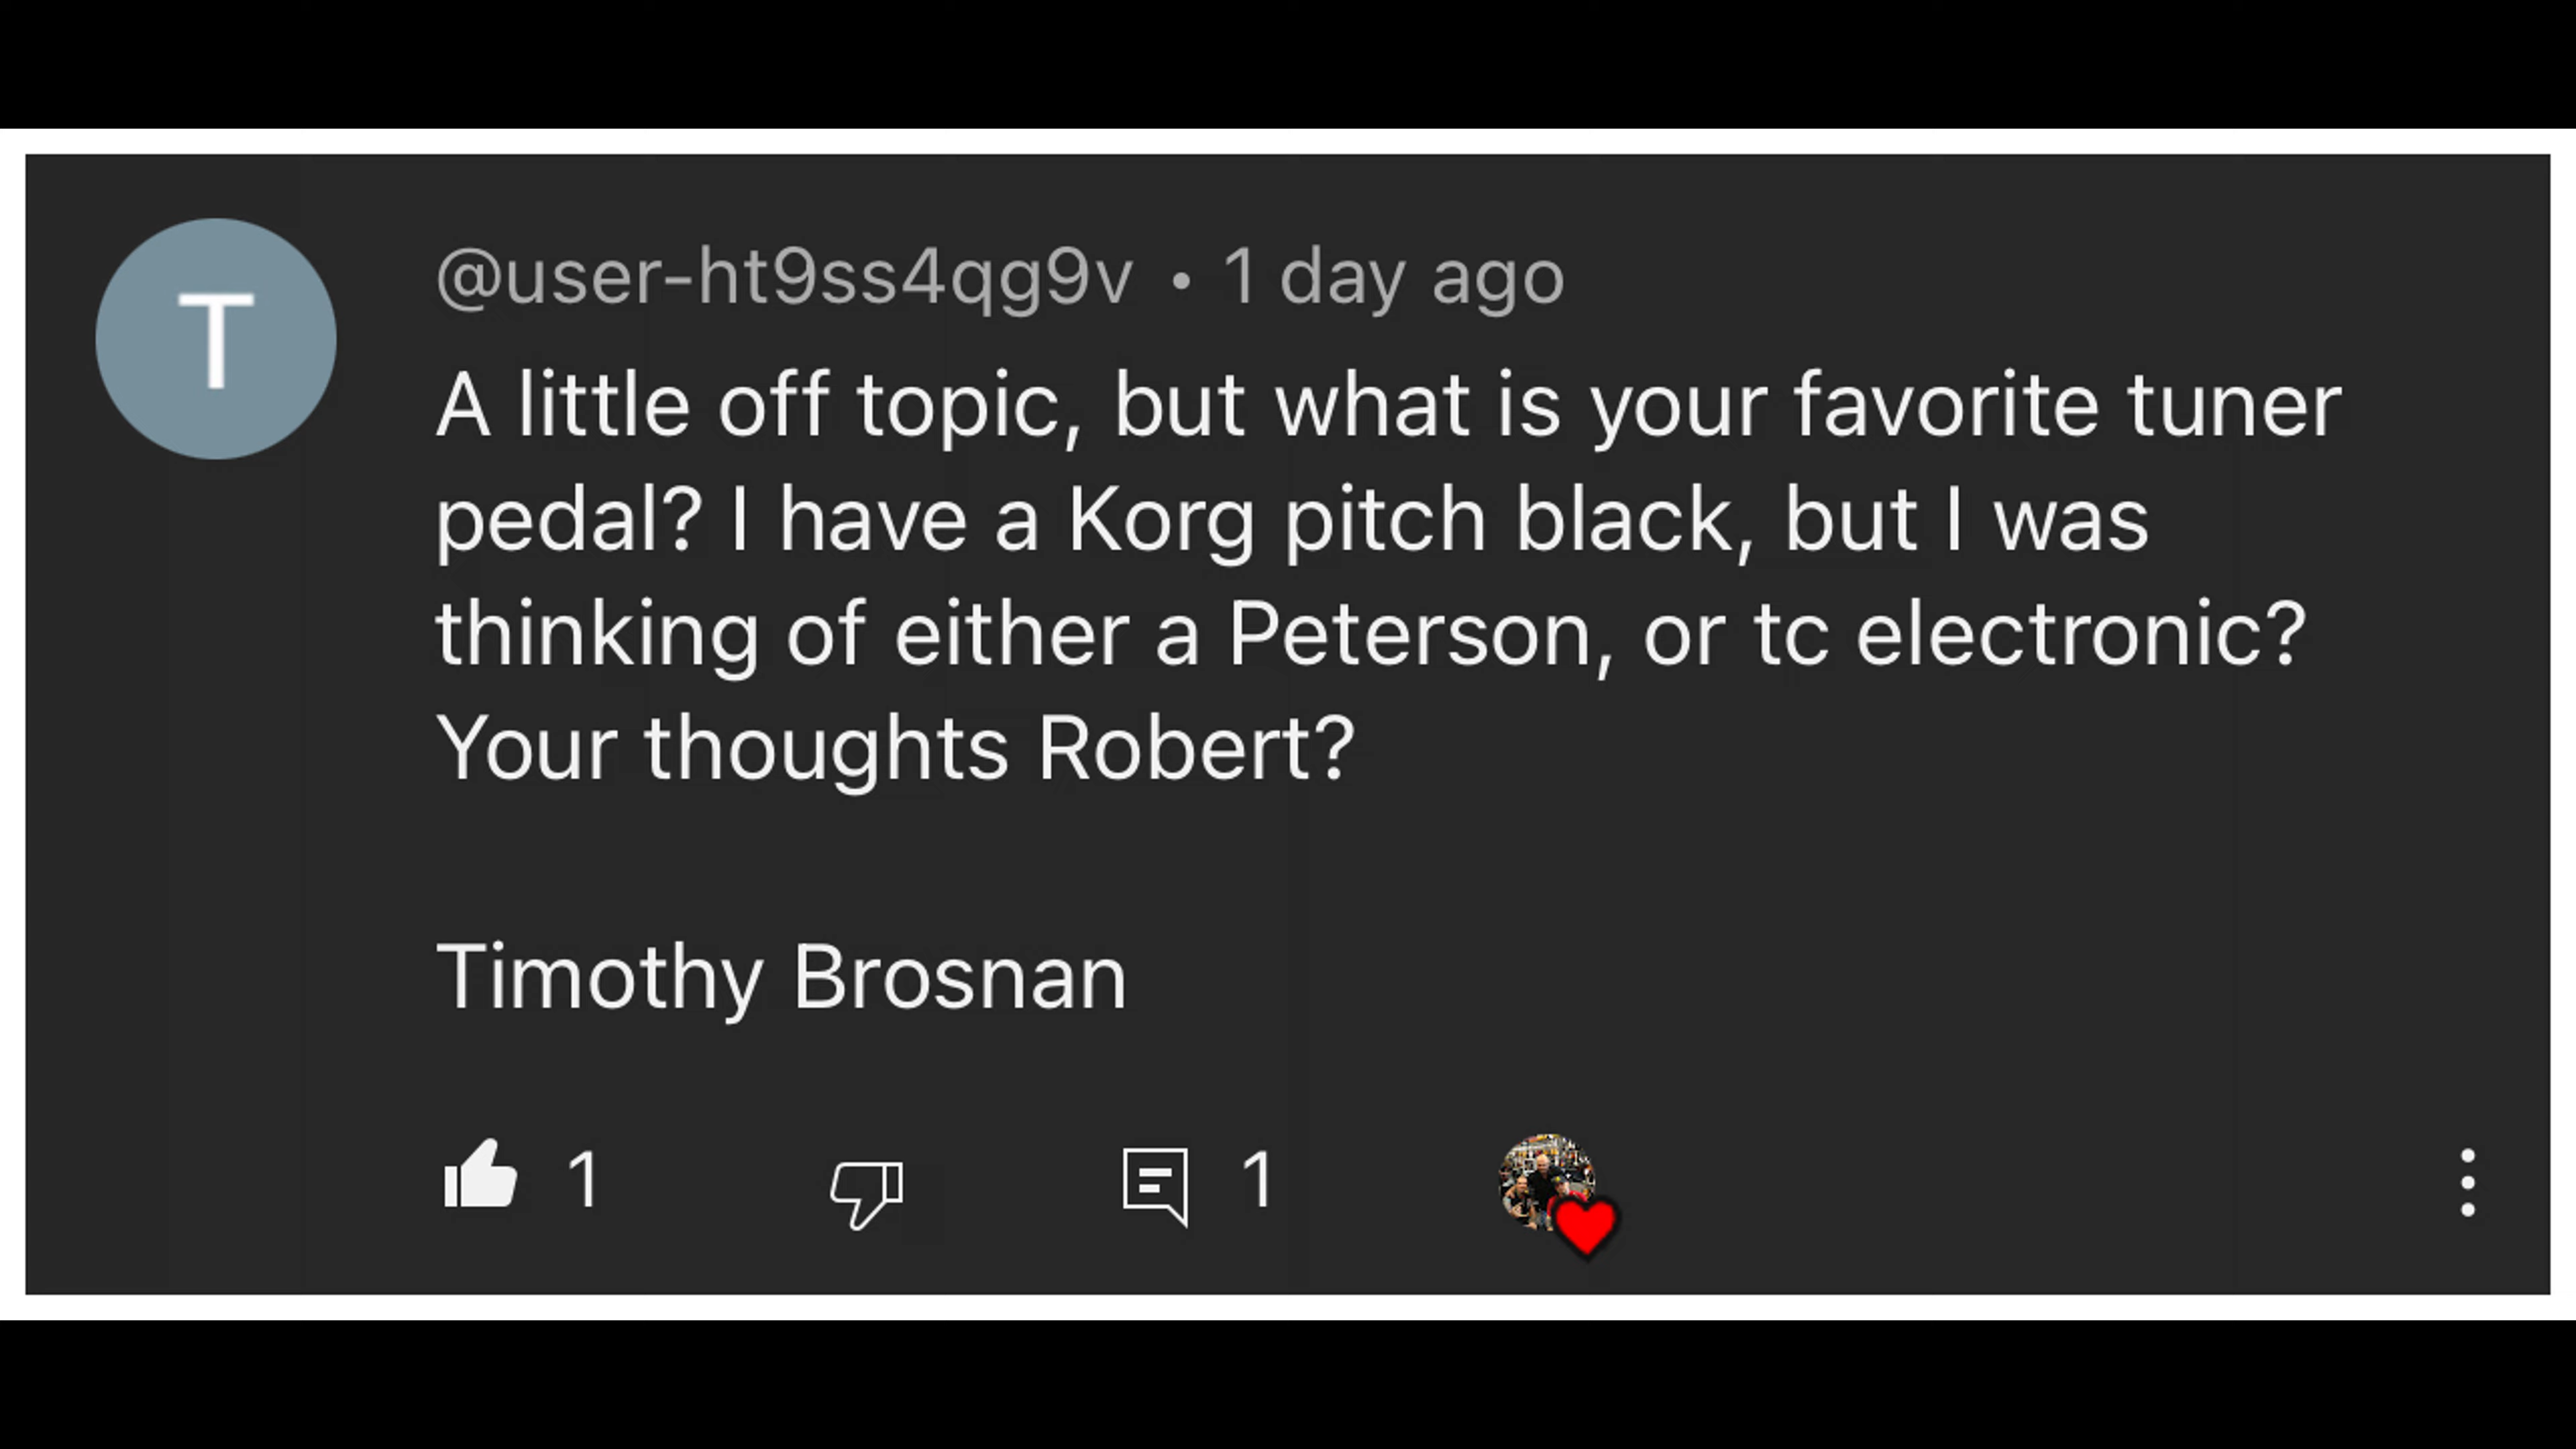 T
@user-ht9ss4qg9v • 1 day ago
A little off topic, but what is your favorite tuner
pedal? I have a Korg pitch black, but I was
thinking of either a Peterson, or tc electronic?
Your thoughts Robert?
Timothy Brosnan
1
1